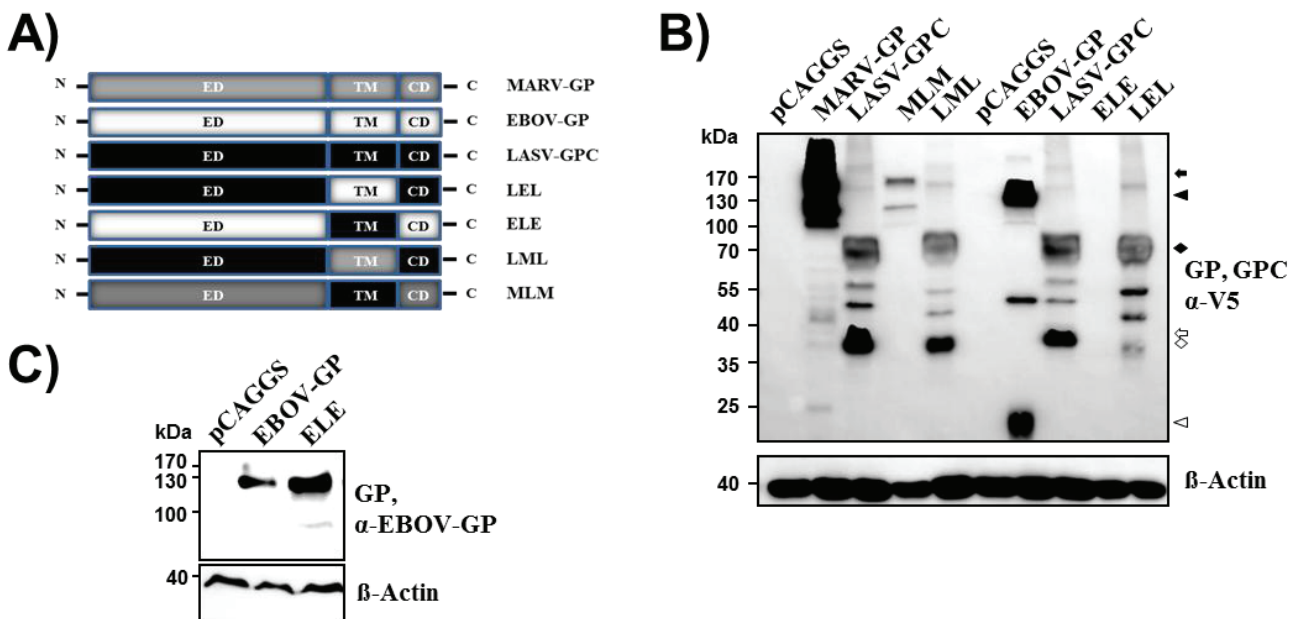 A)
N ED TM CD C MARV-GP
N ED TM CD C EBOV-GP
N ED TM CD C LASV-GPC
N ED TM CD C LEL
N ED TM CD C ELE
N ED TM CD C LML
N ED TM CD C MLM
B)
pCAGGS MARV-GP LASV-GPC MLM LML pCAGGS EBOV-GP LASV-GPC ELE LEL
kDa
170
130
100
70
55
40
35
25
GP, GPC
α-V5
40
ß-Actin
C)
pCAGGS EBOV-GP ELE
kDa
170
130
100
GP,
α-EBOV-GP
40
ß-Actin